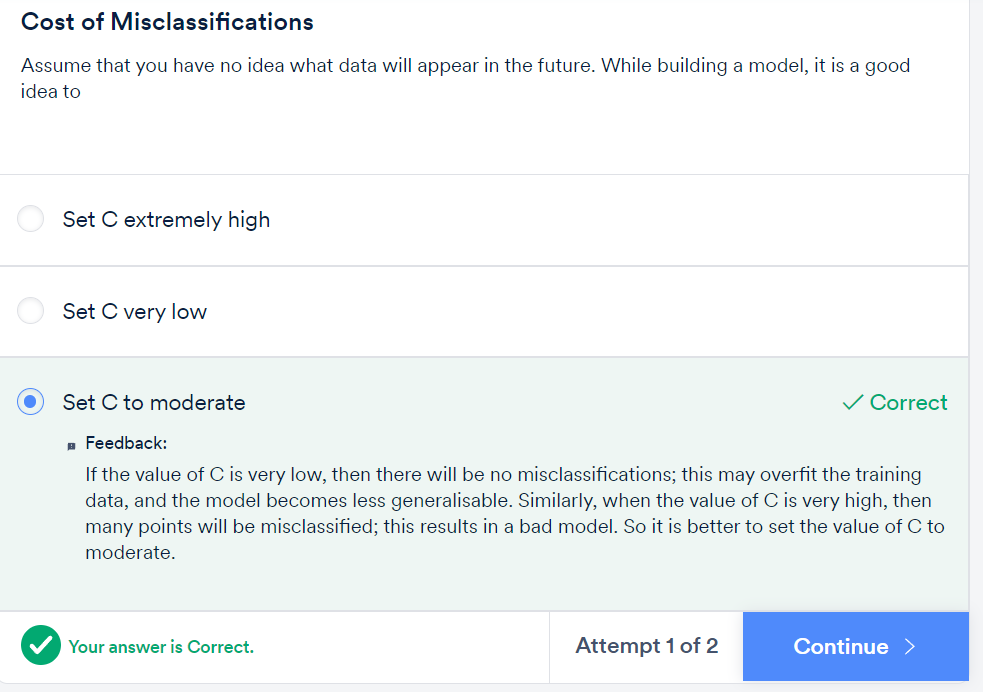 Cost of Misclassifications
Assume that you have no idea what data will appear in the future. While building a model, it is a good
idea to
Set C extremely high
Set C very low
Set C to moderate
Correct
Feedback:
If the value of C is very low, then there will be no misclassifications; this may overfit the training
data, and the model becomes less generalisable. Similarly, when the value of C is very high, then
many points will be misclassified; this results in a bad model. So it is better to set the value of C to
moderate.
Your answer is Correct.
Attempt 1 of 2
Continue